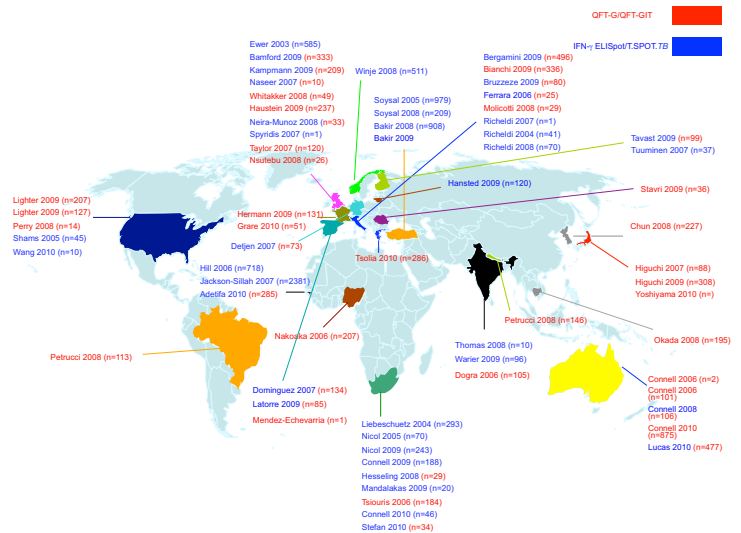 QFT-G/QFT-GIT
IFN-γ ELISpot/T.SPOT.TB
Ewer 2003 (n=585)
Bamford 2009 (n=333)
Kampmann 2009 (n=209)
Naseer 2007 (n=10)
Whitakker 2008 (n=49)
Haustein 2009 (n=237)
Neira-Munoz 2008 (n=33)
Spyridis 2007 (n=1)
Taylor 2007 (n=120)
Nsutebu 2008 (n=26)
Winje 2008 (n=511)
Soysal 2005 (n=979)
Soysal 2008 (n=209)
Bakir 2008 (n=908)
Bakir 2009
Bergamini 2009 (n=496)
Bianchi 2009 (n=336)
Bruzzeze 2009 (n=80)
Ferrara 2006 (n=25)
Molicotti 2008 (n=29)
Richeldi 2007 (n=1)
Richeldi 2004 (n=41)
Richeldi 2008 (n=70)
Tavast 2009 (n=99)
Tuuminen 2007 (n=37)
Hansted 2009 (n=120)
Stavri 2009 (n=36)
Lighter 2009 (n=207)
Lighter 2009 (n=127)
Perry 2008 (n=14)
Shams 2005 (n=45)
Wang 2010 (n=10)
Hermann 2009 (n=131)
Grare 2010 (n=51)
Detjen 2007 (n=73)
Tsolia 2010 (n=286)
Chun 2008 (n=227)
Higuchi 2007 (n=88)
Higuchi 2009 (n=308)
Yoshiyama 2010 (n=)
Hill 2006 (n=718)
Jackson-Sillah 2007 (n=2381)
Adetifa 2010 (n=285)
Nakoaka 2006 (n=207)
Petrucci 2008 (n=146)
Okada 2008 (n=195)
Petrucci 2008 (n=113)
Thomas 2008 (n=10)
Warier 2009 (n=96)
Dogra 2006 (n=105)
Dominguez 2007 (n=134)
Latorre 2009 (n=85)
Mendez-Echevarria (n=1)
Connell 2006 (n=2)
Connell 2006
(n=101)
Connell 2008
(n=106)
Connell 2010
(n=875)
Lucas 2010 (n=477)
Liebeschuetz 2004 (n=293)
Nicol 2005 (n=70)
Nicol 2009 (n=243)
Connell 2009 (n=188)
Hesseling 2008 (n=29)
Mandalakas 2009 (n=20)
Tsiouris 2006 (n=184)
Connell 2010 (n=46)
Stefan 2010 (n=34)